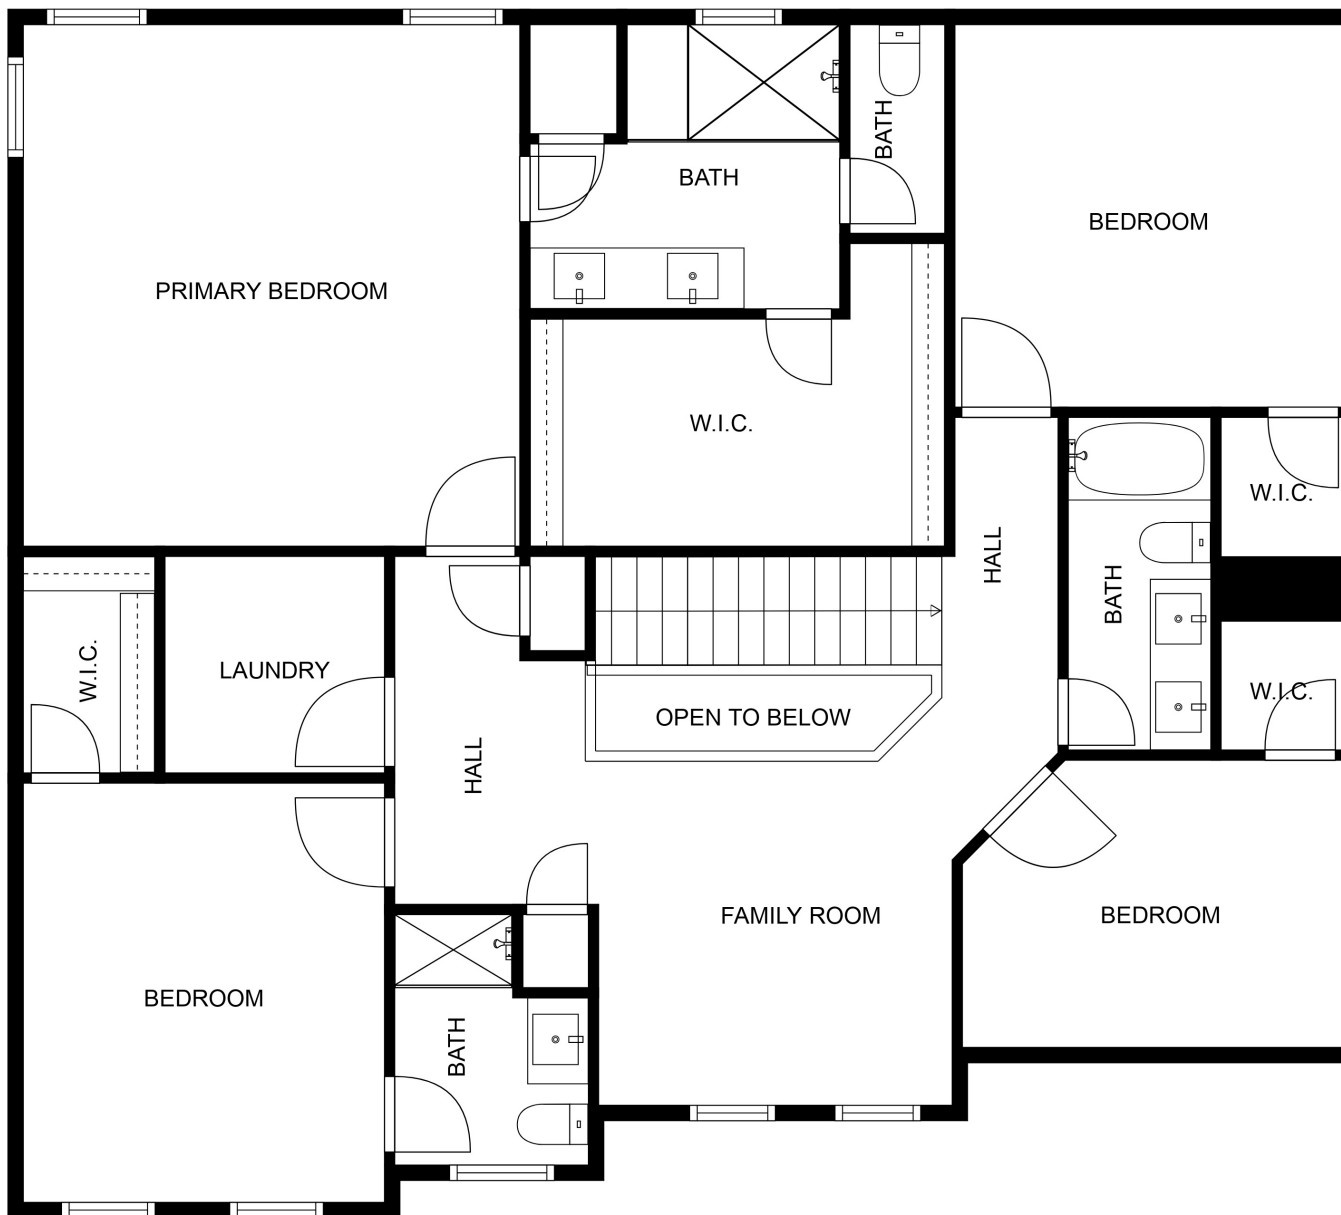 BATH
BATH
BEDROOM
PRIMARY BEDROOM
W.I.C.
W.I.C.
HALL
BATH
W.I.C.
LAUNDRY
W.I.C.
OPEN TO BELOW
HALL
FAMILY ROOM
BEDROOM
BEDROOM
BATH